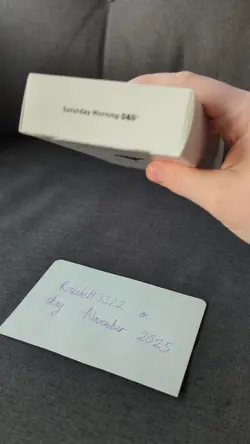 Saturday Morning D&D
on
day November 2025